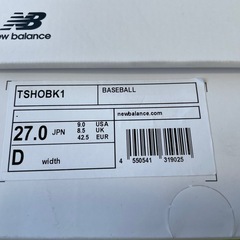 new balance
TSHOBK1
BASEBALL
-
newbalance.com
27.0 JPN
9.0 USA
8.5 UK
42.5 EUR
D width
4 550541 319025